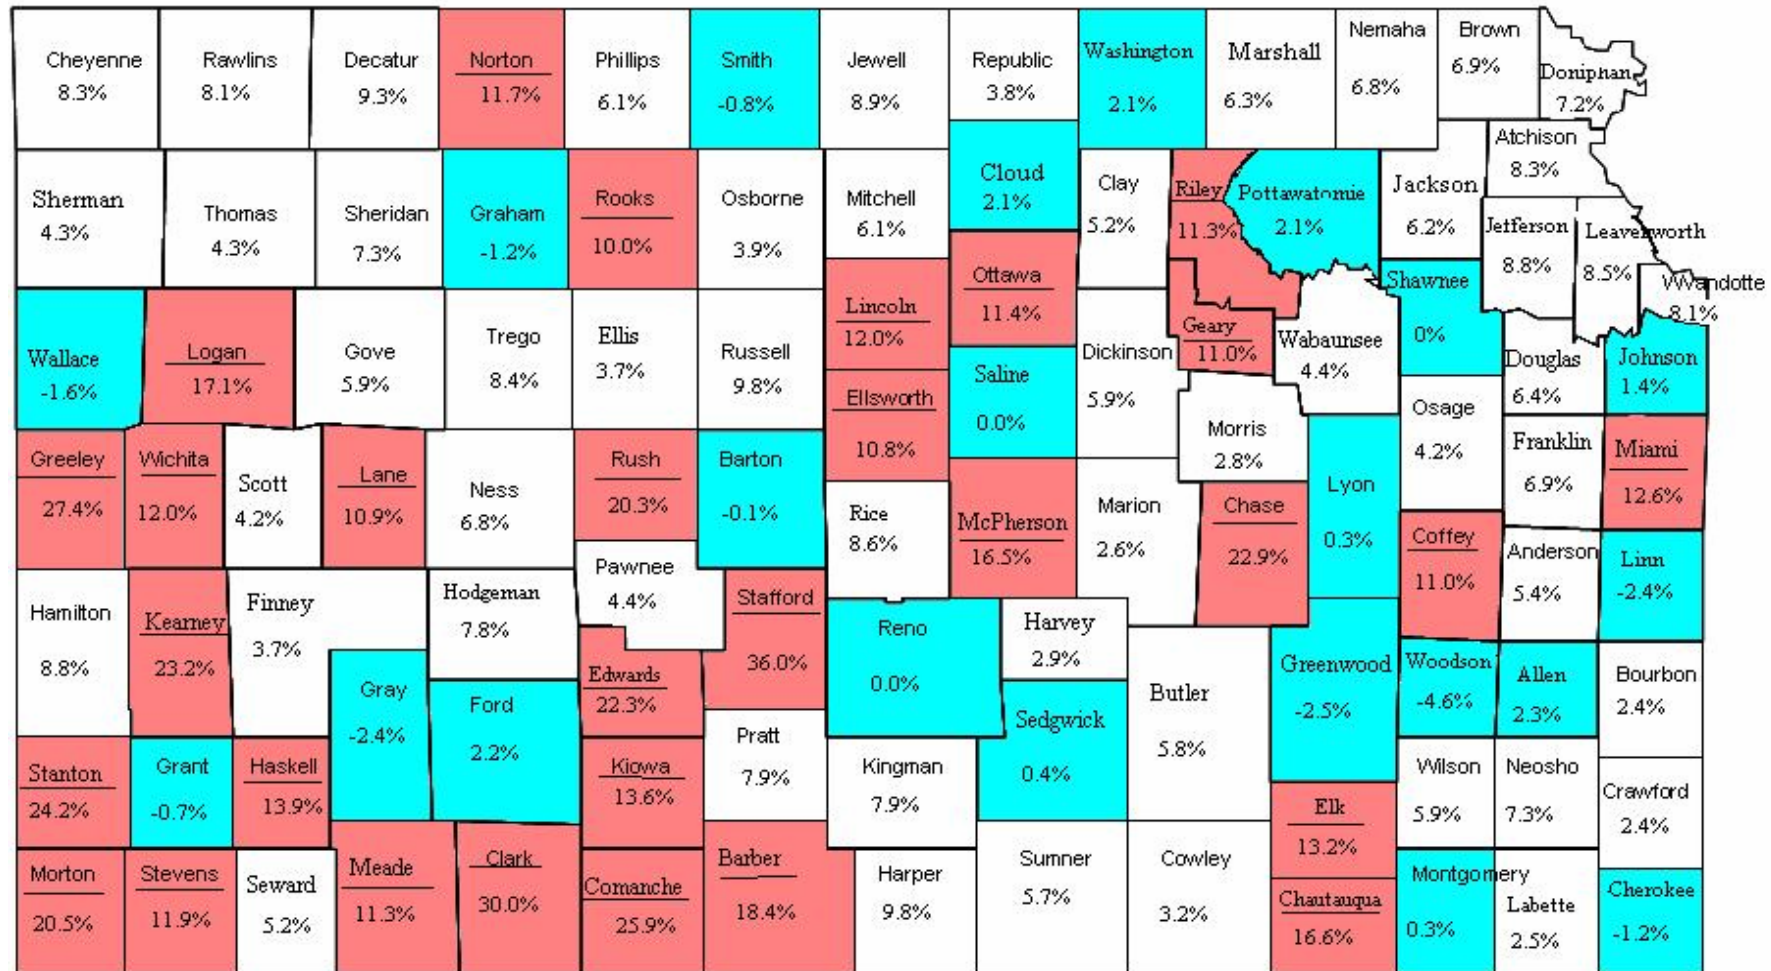 Cheyenne
8.3%
Rawlins
8.1%
Decatur
9.3%
Norton
11.7%
Phillips
6.1%
Smith
-0.8%
Jewell
8.9%
Republic
3.8%
Washington
2.1%
Marshall
6.3%
Nemaha
6.8%
Brown
6.9%
Doniphan
7.2%
Atchison
8.3%
Sherman
4.3%
Thomas
4.3%
Sheridan
7.3%
Graham
-1.2%
Rooks
10.0%
Osborne
3.9%
Mitchell
6.1%
Cloud
2.1%
Clay
5.2%
Riley
11.3%
Pottawatomie
2.1%
Jackson
6.2%
Jefferson
8.8%
Leavenworth
8.5%
Wyandotte
8.1%
Wallace
-1.6%
Logan
17.1%
Gove
5.9%
Trego
8.4%
Ellis
3.7%
Russell
9.8%
Lincoln
12.0%
Ottawa
11.4%
Saline
0.0%
Dickinson
5.9%
Geary
11.0%
Wabaunsee
4.4%
Shawnee
0%
Douglas
6.4%
Johnson
1.4%
Ellsworth
10.8%
Morris
2.8%
Osage
4.2%
Franklin
6.9%
Miami
12.6%
Greeley
27.4%
Wichita
12.0%
Scott
4.2%
Lane
10.9%
Ness
6.8%
Rush
20.3%
Barton
-0.1%
Rice
8.6%
McPherson
16.5%
Marion
2.6%
Chase
22.9%
Lyon
0.3%
Coffey
11.0%
Anderson
5.4%
Linn
-2.4%
Hamilton
8.8%
Kearney
23.2%
Finney
3.7%
Hodgeman
7.8%
Pawnee
4.4%
Stafford
36.0%
Reno
0.0%
Harvey
2.9%
Butler
5.8%
Greenwood
-2.5%
Woodson
-4.6%
Allen
2.3%
Bourbon
2.4%
Gray
-2.4%
Ford
2.2%
Edwards
22.3%
Pratt
7.9%
Kingman
7.9%
Sedgwick
0.4%
Stanton
24.2%
Grant
-0.7%
Haskell
13.9%
Kiowa
13.6%
Elk
13.2%
Wilson
5.9%
Neosho
7.3%
Crawford
2.4%
Morton
20.5%
Stevens
11.9%
Seward
5.2%
Meade
11.3%
Clark
30.0%
Comanche
25.9%
Barber
18.4%
Harper
9.8%
Sumner
5.7%
Cowley
3.2%
Chautauqua
16.6%
Montgomery
0.3%
Labette
2.5%
Cherokee
-1.2%